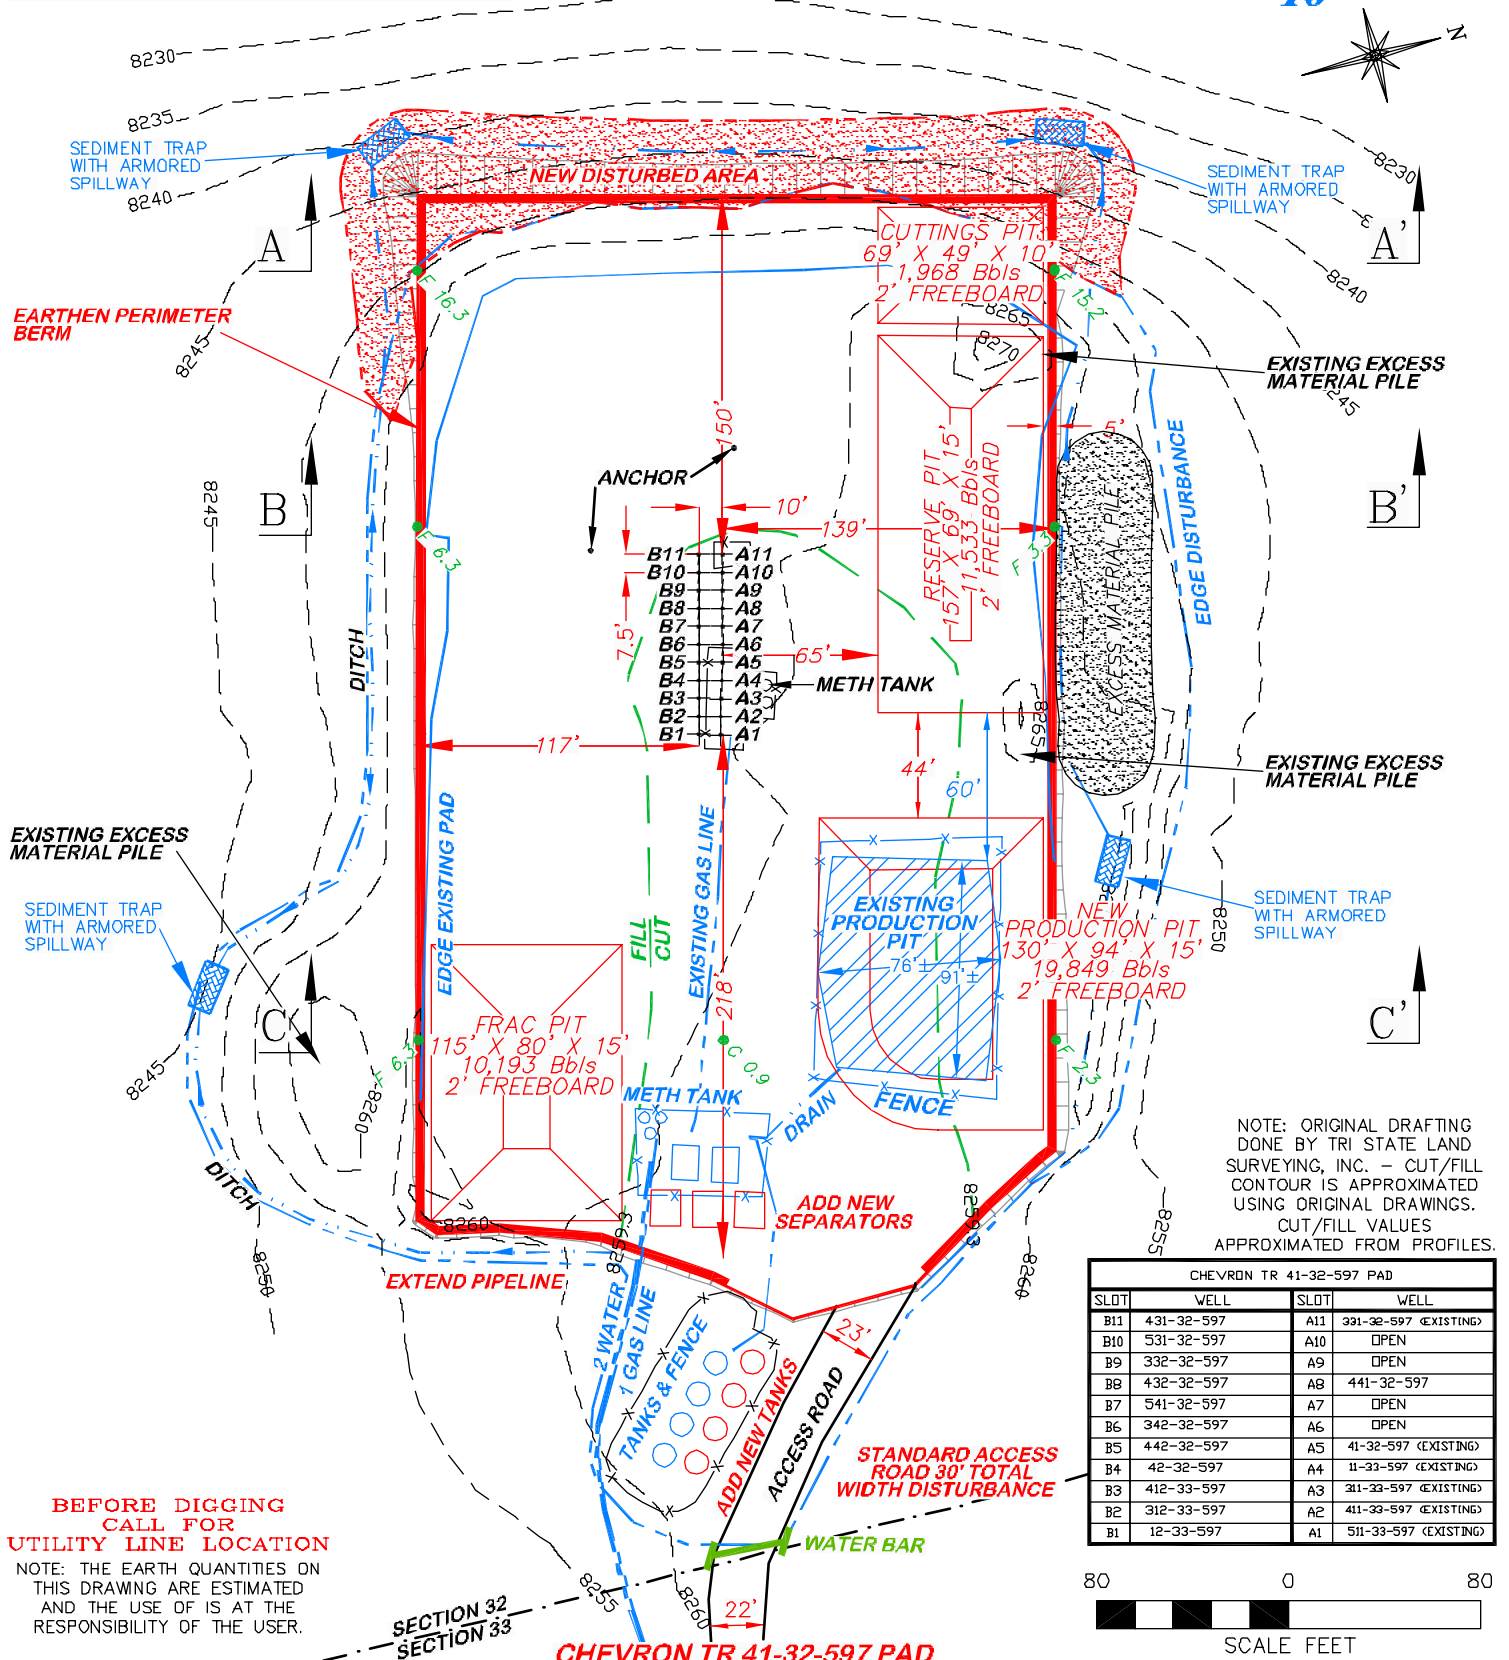 N
8230
8235
8240
8230
8240
8245
8245
SEDIMENT TRAP
WITH ARMORED
SPILLWAY
NEW DISTURBED AREA
SEDIMENT TRAP
WITH ARMORED
SPILLWAY
A
A'
CUTTINGS PIT
69' X 49' X 10'
1,968 Bbls
2' FREEBOARD
F 16.3
F 15.2
EARTHEN PERIMETER
BERM
8265
8270
EXISTING EXCESS
MATERIAL PILE
150'
5'
ANCHOR
10'
139'
RESERVE PIT
157' X 69' X 15'
11,533 Bbls
2' FREEBOARD
EXCESS MATERIAL PILE
EDGE DISTURBANCE
8245
B
B'
F 6.3
F 3.3
B11 A11
B10 A10
B9 A9
B8 A8
B7 A7
B6 A6
B5 A5
B4 A4
B3 A3
B2 A2
B1 A1
7.5'
65'
METH TANK
DITCH
117'
44'
60'
8265
EXISTING EXCESS
MATERIAL PILE
EXISTING EXCESS
MATERIAL PILE
EDGE EXISTING PAD
FILL
CUT
EXISTING GAS LINE
218'
EXISTING
PRODUCTION
PIT
76'±
91'±
NEW
PRODUCTION PIT
130' X 94' X 15'
19,849 Bbls
2' FREEBOARD
SEDIMENT TRAP
WITH ARMORED
SPILLWAY
SEDIMENT TRAP
WITH ARMORED
SPILLWAY
8250
C
C'
FRAC PIT
115' X 80' X 15'
10,193 Bbls
2' FREEBOARD
F 6.3
C 0.9
F 2.3
8245
8260
METH TANK
DRAIN
FENCE
DITCH
8260
8259.3
8259.3
8250
8260
8255
ADD NEW
SEPARATORS
EXTEND PIPELINE
2 WATER
1 GAS LINE
TANKS & FENCE
ADD NEW TANKS
ACCESS ROAD
23'
STANDARD ACCESS
ROAD 30' TOTAL
WIDTH DISTURBANCE
WATER BAR
8255
8260
22'
SECTION 32
SECTION 33
CHEVRON TR 41-32-597 PAD
BEFORE DIGGING
CALL FOR
UTILITY LINE LOCATION
NOTE: THE EARTH QUANTITIES ON
THIS DRAWING ARE ESTIMATED
AND THE USE OF IS AT THE
RESPONSIBILITY OF THE USER.
NOTE: ORIGINAL DRAFTING
DONE BY TRI STATE LAND
SURVEYING, INC. - CUT/FILL
CONTOUR IS APPROXIMATED
USING ORIGINAL DRAWINGS.
CUT/FILL VALUES
APPROXIMATED FROM PROFILES.
CHEVRON TR 41-32-597 PAD
SLOT WELL SLOT WELL
B11 431-32-597 A11 331-32-597 (EXISTING)
B10 531-32-597 A10 OPEN
B9 332-32-597 A9 OPEN
B8 432-32-597 A8 441-32-597
B7 541-32-597 A7 OPEN
B6 342-32-597 A6 OPEN
B5 442-32-597 A5 41-32-597 (EXISTING)
B4 42-32-597 A4 11-33-597 (EXISTING)
B3 412-33-597 A3 311-33-597 (EXISTING)
B2 312-33-597 A2 411-33-597 (EXISTING)
B1 12-33-597 A1 511-33-597 (EXISTING)
80 0 80
SCALE FEET